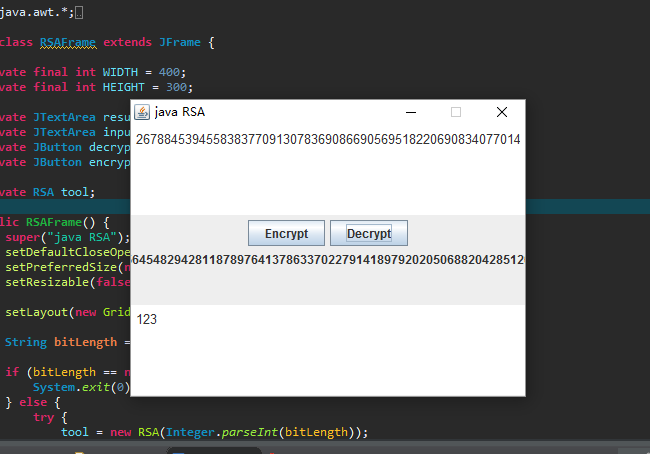 java.awt.*;
class RSAFrame extends JFrame {
vate final int WIDTH = 400;
vate final int HEIGHT = 300;
vate JTextArea resu
vate JTextArea input
vate JButton decryp
vate JButton encryp
vate RSA tool;
lic RSAFrame() {
super("java RSA");
setDefaultCloseOpe
setPreferredSize(n
setResizable(false
setLayout(new Grid
String bitLength =
if (bitLength == n
System.exit(0)
} else {
try {
tool = new RSA(Integer.parseInt(bitLength));
java RSA
2678845394558383770913078369086690569518220690834077014
Encrypt Decrypt
645482942811878976413786337022791418979202050688204285120
123